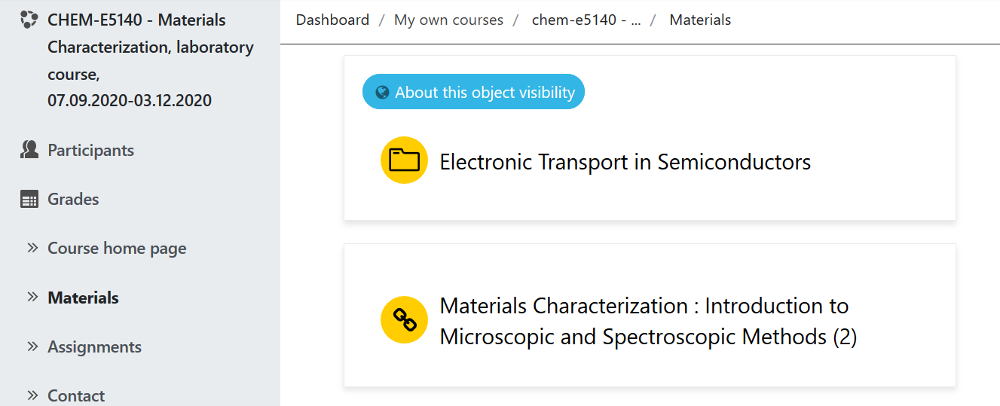 CHEM-E5140 - Materials
Characterization, laboratory
course,
07.09.2020-03.12.2020
Participants
Grades
Course home page
Materials
Assignments
Contact
Dashboard / My own courses / chem-e5140 - ... / Materials
About this object visibility
Electronic Transport in Semiconductors
Materials Characterization : Introduction to
Microscopic and Spectroscopic Methods (2)